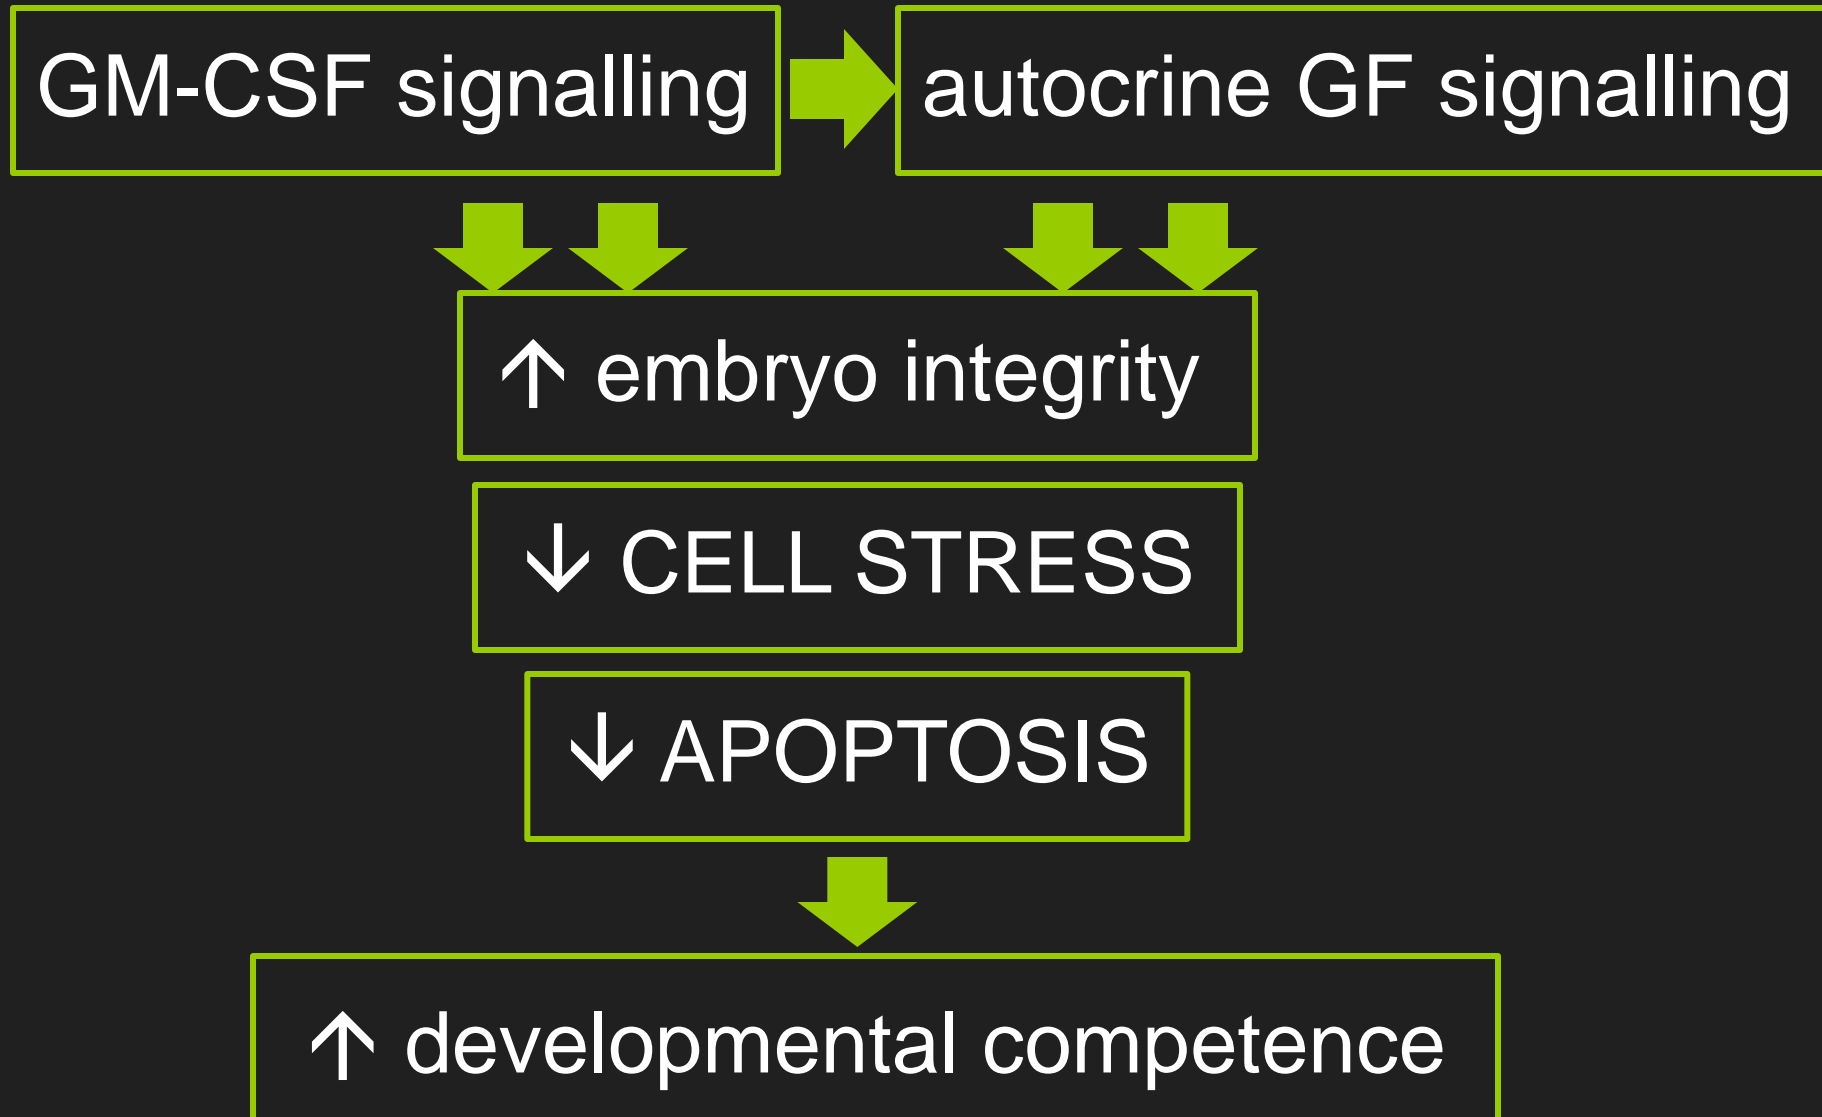 GM-CSF signalling
autocrine GF signalling
↑ embryo integrity
↓ CELL STRESS
↓ APOPTOSIS
↑ developmental competence